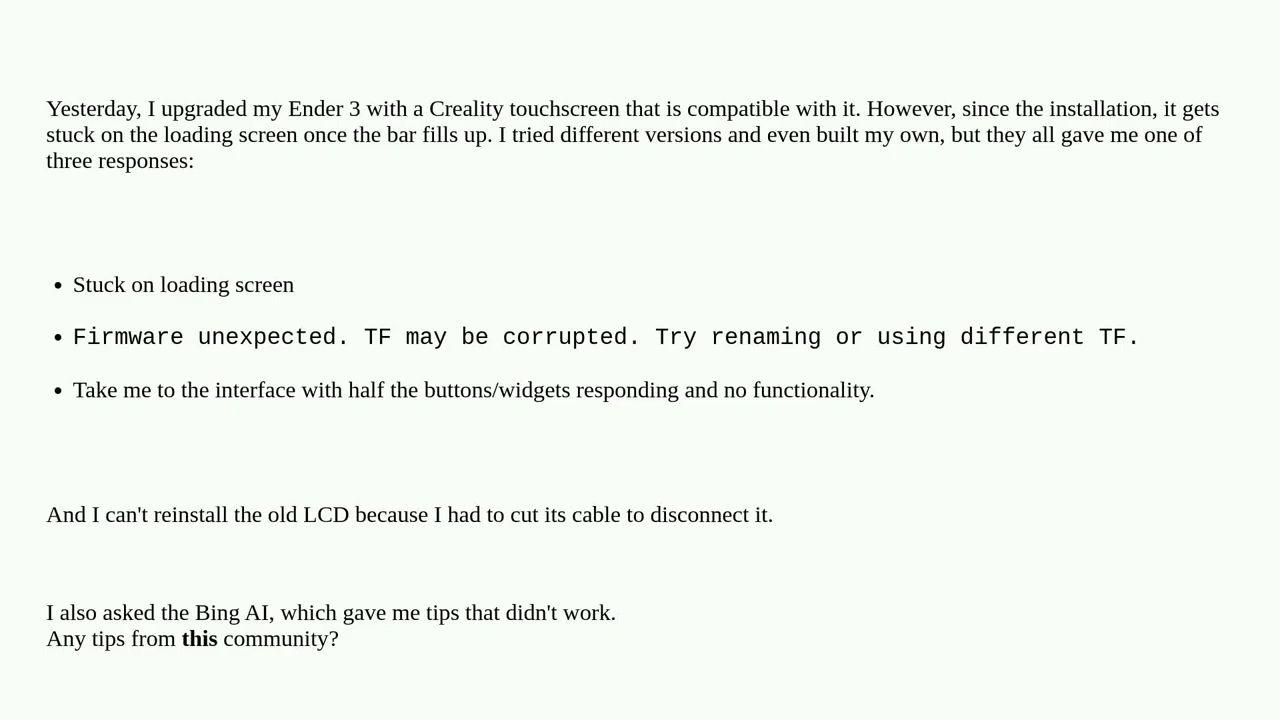 Yesterday, I upgraded my Ender 3 with a Creality touchscreen that is compatible with it. However, since the installation, it gets
stuck on the loading screen once the bar fills up. I tried different versions and even built my own, but they all gave me one of
three responses:
• Stuck on loading screen
• Firmware unexpected. TF may be corrupted. Try renaming or using different TF.
• Take me to the interface with half the buttons/widgets responding and no functionality.
And I can't reinstall the old LCD because I had to cut its cable to disconnect it.
I also asked the Bing AI, which gave me tips that didn't work.
Any tips from this community?